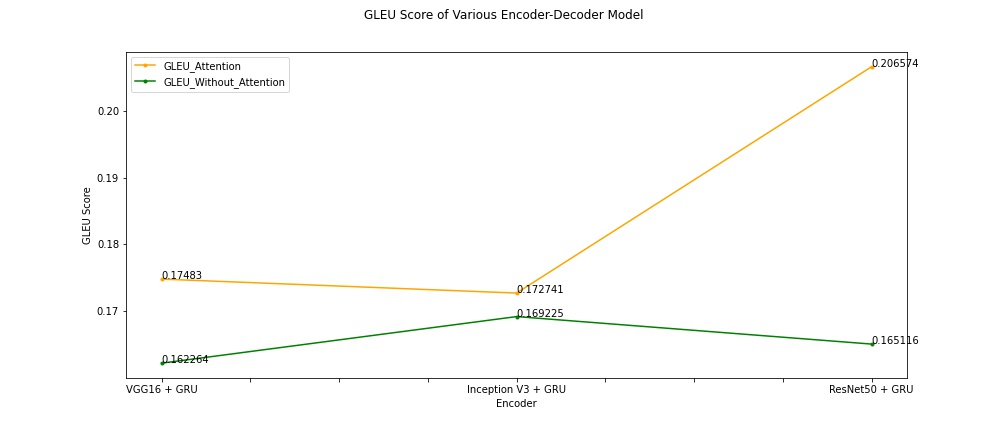 GLEU Score of Various Encoder-Decoder Model
GLEU_Attention
GLEU_Without_Attention
0.206574
0.20
0.19
0.18
0.17
GLEU Score
0.17483
0.172741
0.169225
0.165116
0.162264
VGG16 + GRU
Inception V3 + GRU
ResNet50 + GRU
Encoder